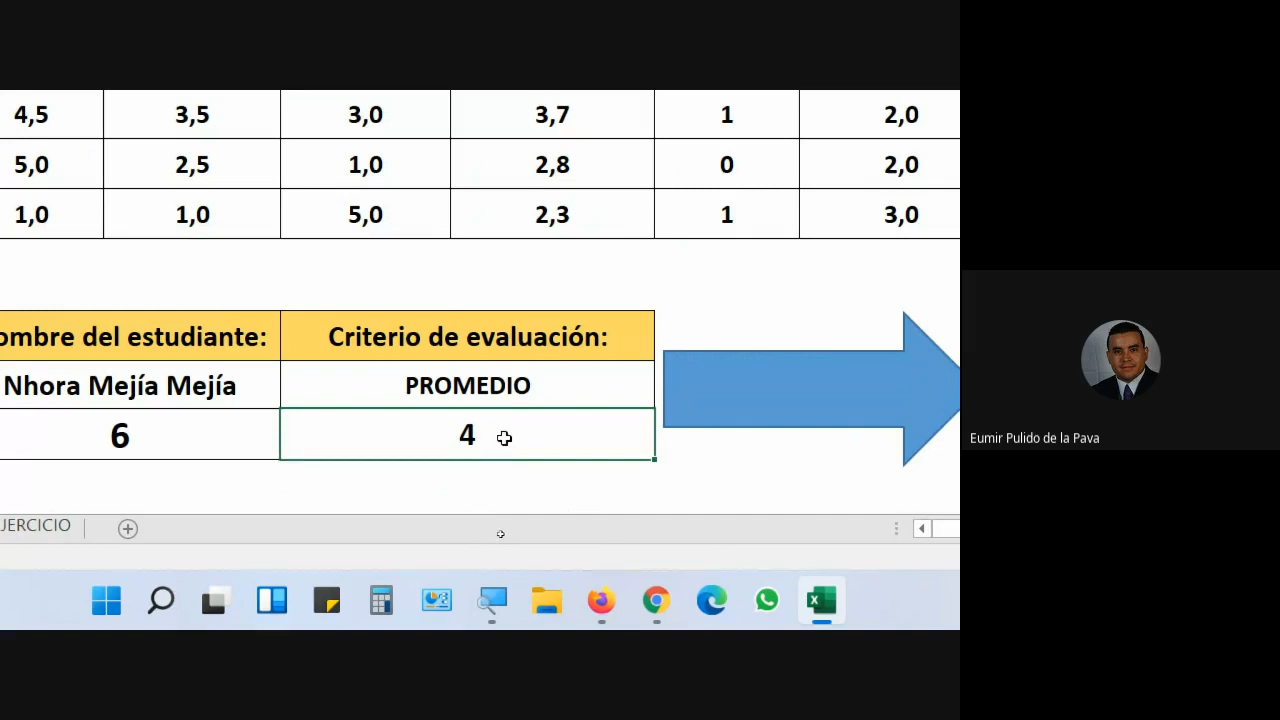 4,5 3,5 3,0 3,7 1 2,0
5,0 2,5 1,0 2,8 0 2,0
1,0 1,0 5,0 2,3 1 3,0
ombre del estudiante: Criterio de evaluación:
Nhora Mejía Mejía PROMEDIO
6 4
JERCICIO
Eumir Pulido de la Pava